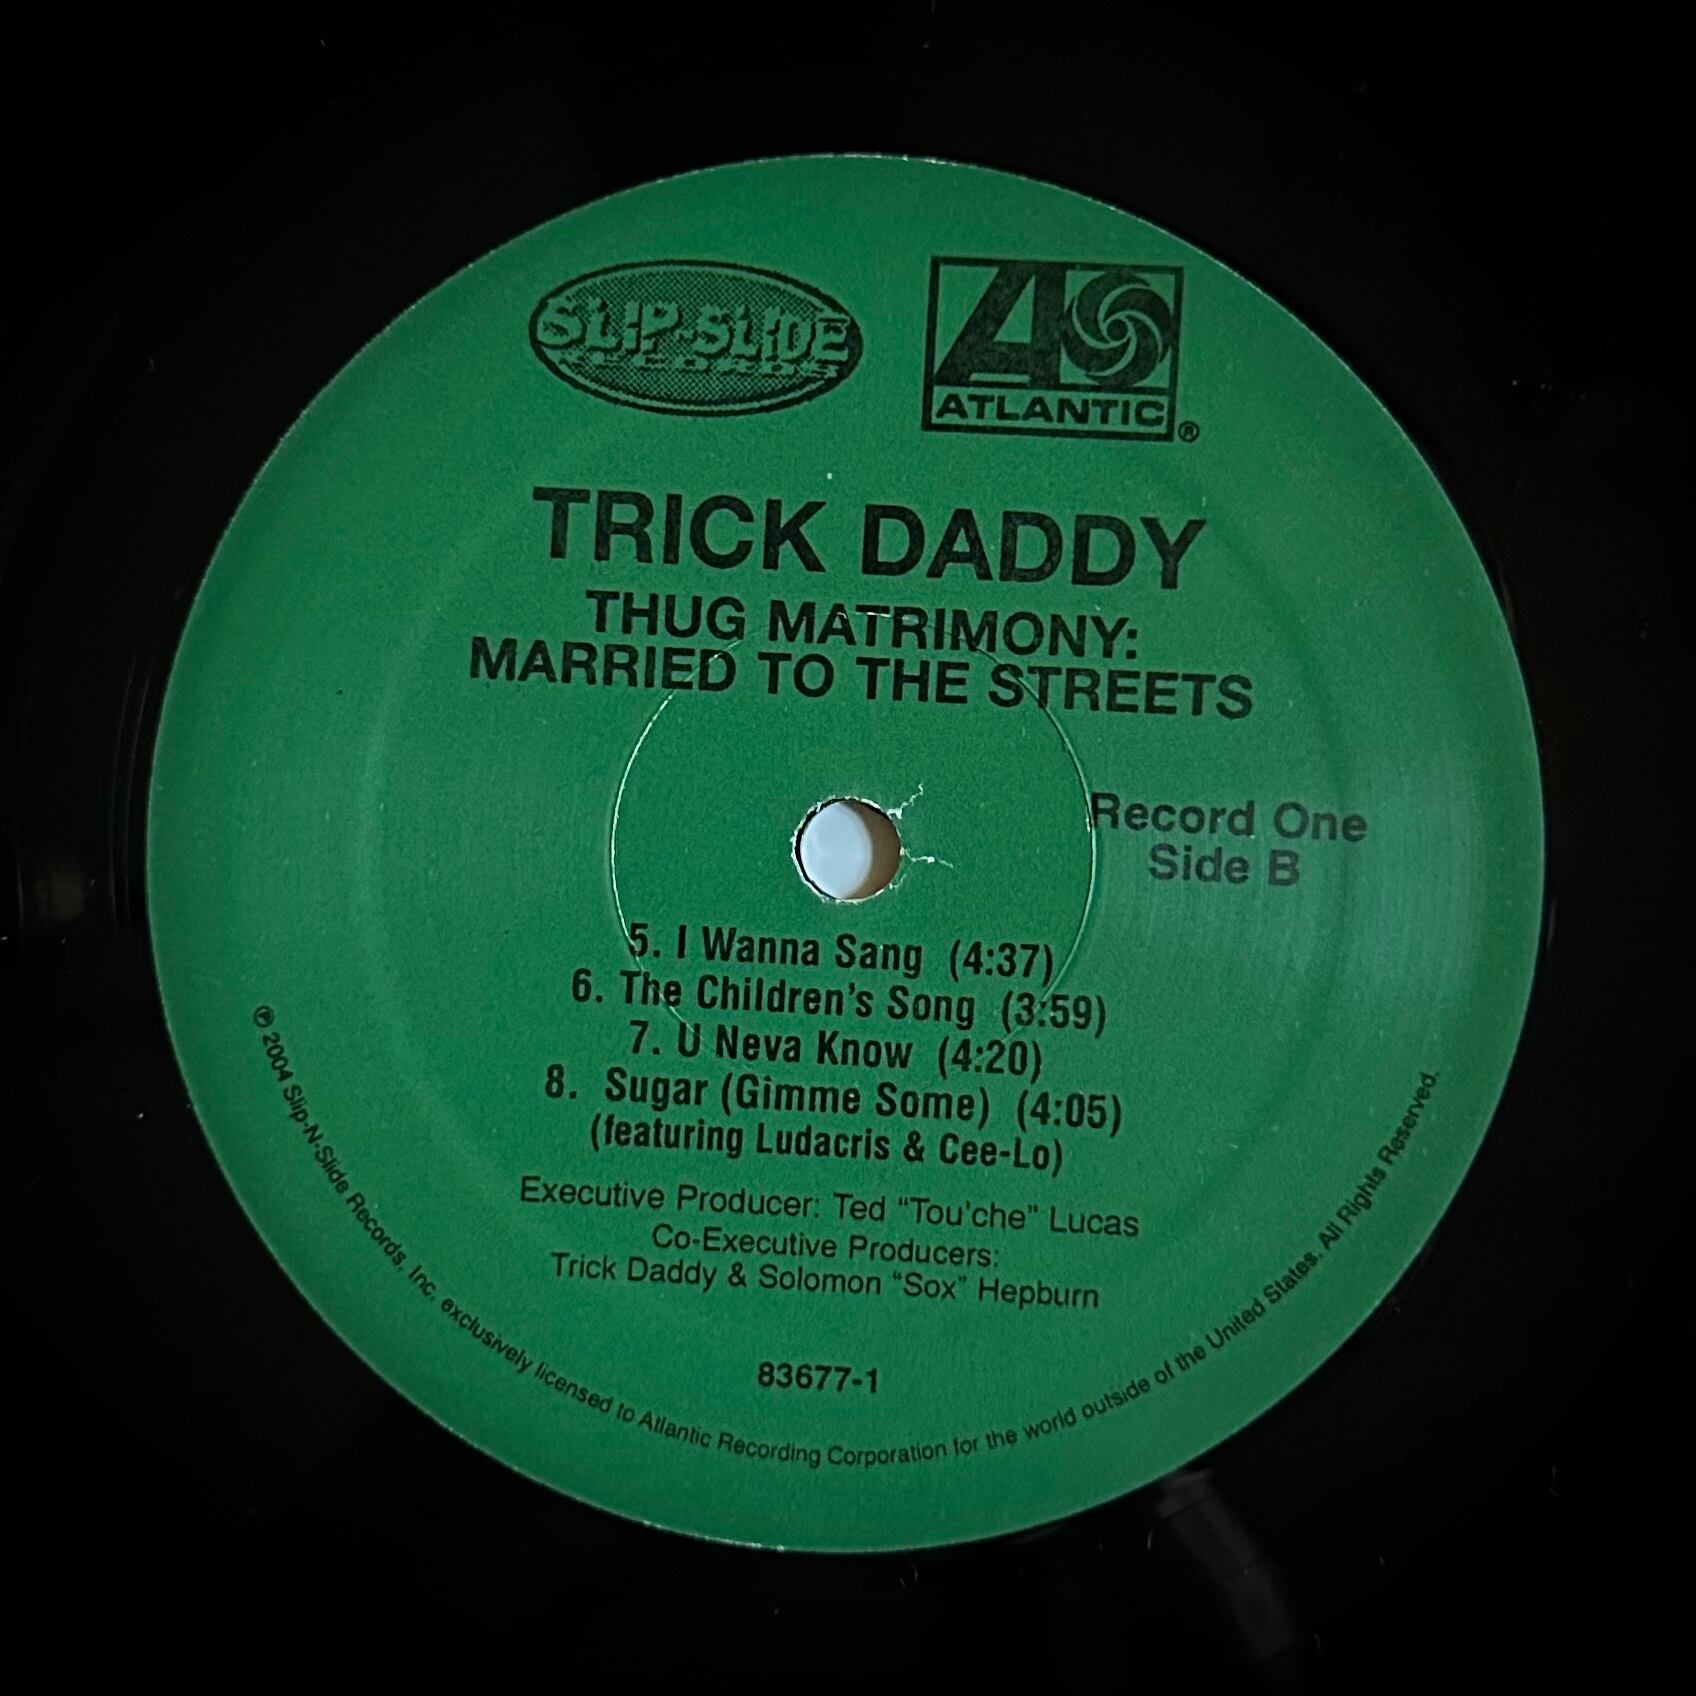 SLIP-N-SLIDE
RECORDS
ATLANTIC
®
TRICK DADDY
THUG MATRIMONY:
MARRIED TO THE STREETS
Record One
Side B
5. I Wanna Sang (4:37)
6. The Children's Song (3:59)
7. U Neva Know (4:20)
8. Sugar (Gimme Some) (4:05)
(featuring Ludacris & Cee-Lo)
Executive Producer: Ted "Tou'che" Lucas
Co-Executive Producers:
Trick Daddy & Solomon "Sox" Hepburn
83677-1
℗ 2004 Slip-N-Slide Records, Inc. exclusively licensed to Atlantic Recording Corporation for the world outside of the United States. All Rights Reserved.